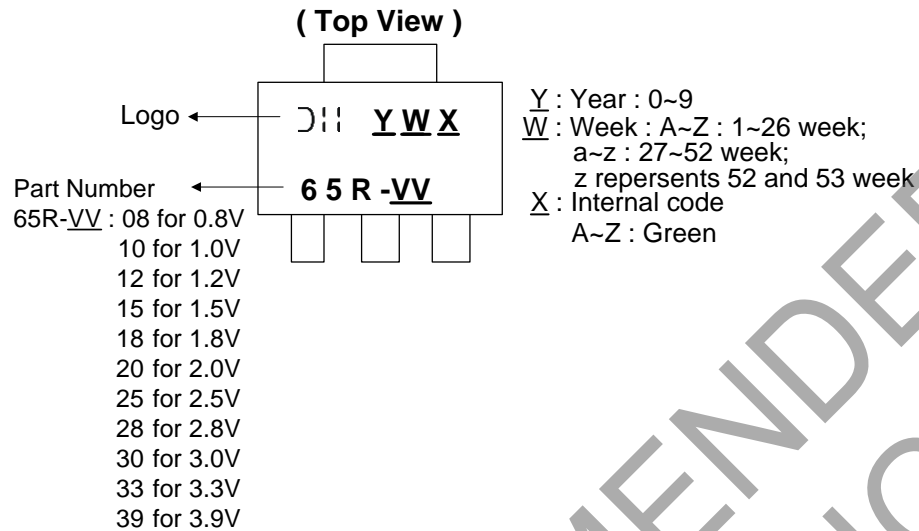 ( Top View )
Logo
Y W X
Y : Year : 0~9
W : Week : A~Z : 1~26 week;
a~z : 27~52 week;
z repersents 52 and 53 week
X : Internal code
A~Z : Green
Part Number
6 5 R -VV
65R-VV : 08 for 0.8V
10 for 1.0V
12 for 1.2V
15 for 1.5V
18 for 1.8V
20 for 2.0V
25 for 2.5V
28 for 2.8V
30 for 3.0V
33 for 3.3V
39 for 3.9V